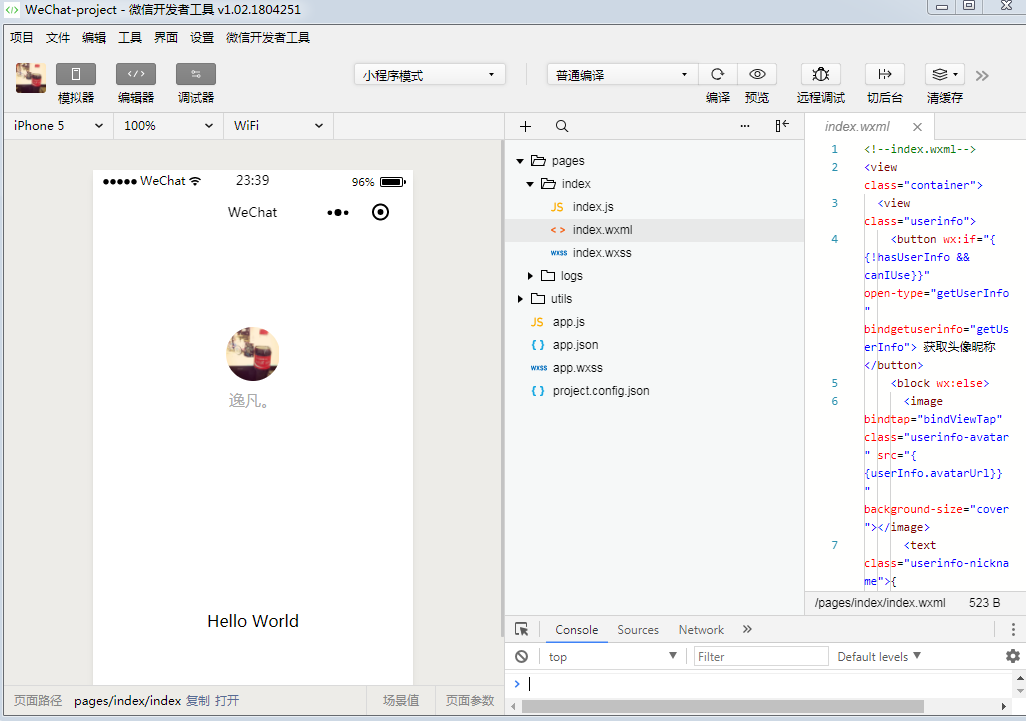 WeChat-project - 微信开发者工具 v1.02.1804251
项目 文件 编辑 工具 界面 设置 微信开发者工具
模拟器 编辑器 调试器 小程序模式 普通编译 编译 预览 远程调试 切后台 清缓存
iPhone 5 100% WiFi
WeChat 23:39 96%
WeChat
逸凡。
Hello World
页面路径 pages/index/index 复制 打开 场景值 页面参数
pages
index
JS index.js
<> index.wxml
wxss index.wxss
logs
utils
JS app.js
{} app.json
wxss app.wxss
{} project.config.json
index.wxml
1 <!--index.wxml-->
2 <view
class="container">
3 <view
class="userinfo">
4 <button wx:if="{
{!hasUserInfo &&
canIUse}}"
open-type="getUserInfo
"
bindgetuserinfo="getUs
erInfo"> 获取头像昵称
</button>
5 <block wx:else>
6 <image
bindtap="bindViewTap"
class="userinfo-avatar
" src="{
{userInfo.avatarUrl}}
"
background-size="cover
"></image>
7 <text
class="userinfo-nickna
me">{
/pages/index/index.wxml 523 B
Console Sources Network
top Filter Default levels